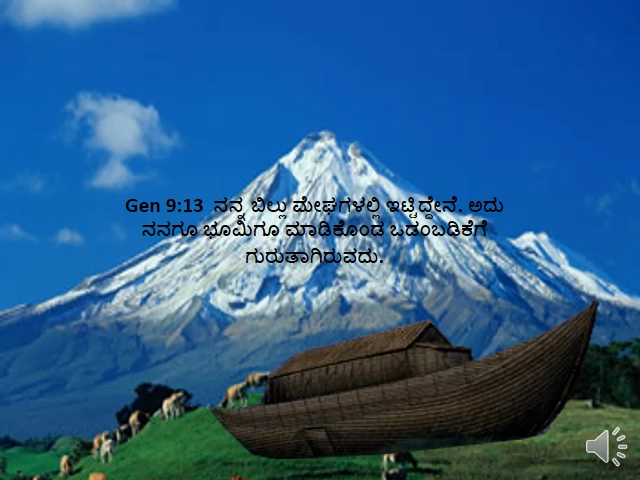 Gen 9:13 ನನ್ನ ಬಿಲ್ಲು ಮೇಘಗಳಲ್ಲಿ ಇಟ್ಟಿದ್ದೇನೆ. ಅದು
ನನಗೂ ಭೂಮಿಗೂ ಮಾಡಿಕೊಂಡ ಒಡಂಬಡಿಕೆಗೆ
ಗುರುತಾಗಿರುವದು.